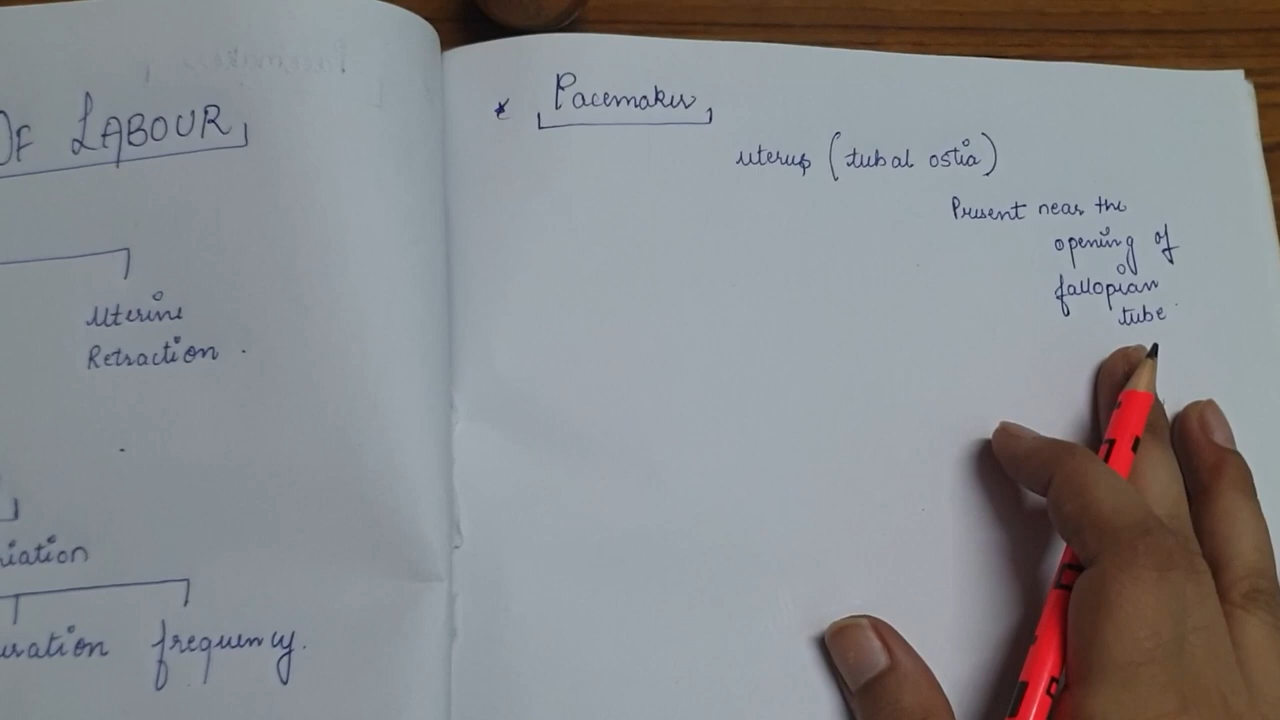 OF LABOUR
Uterine
Retraction .
iation
uration frequency.
* Pacemaker
uterus (tubal ostia)
Present near the
opening of
fallopian
tube